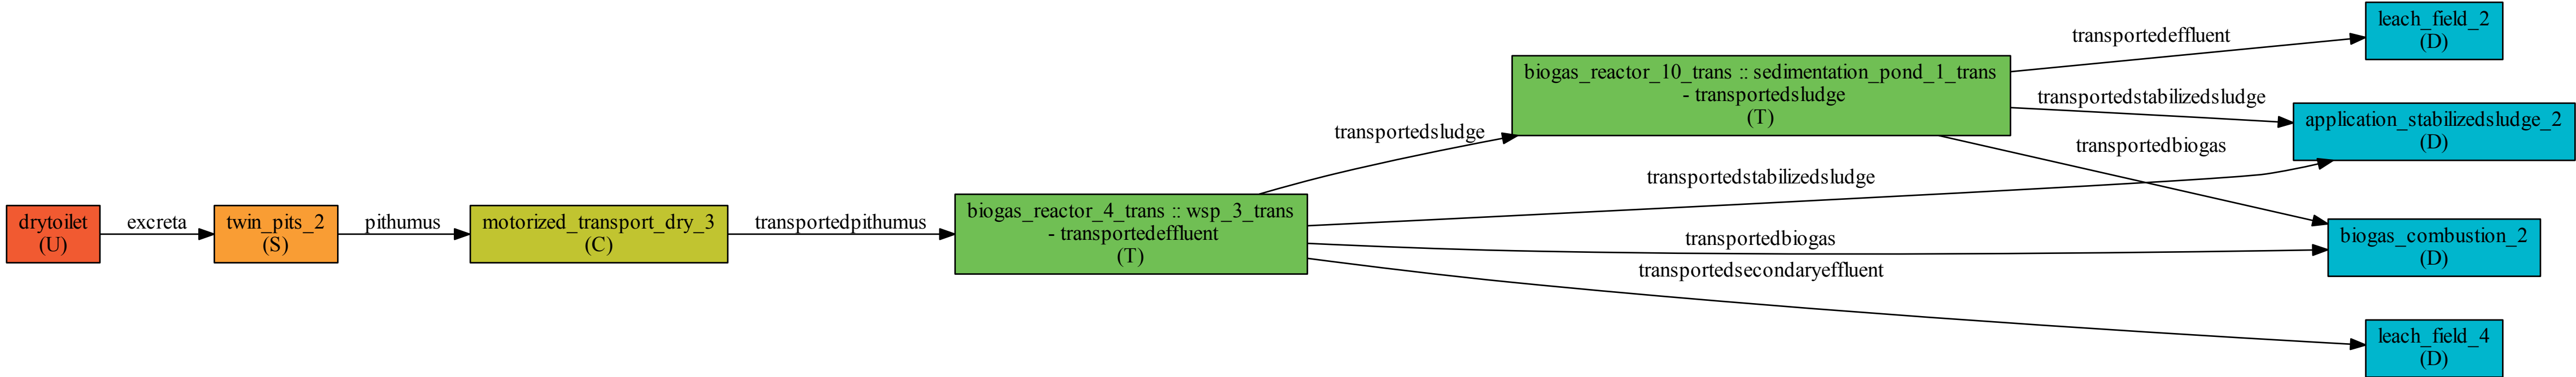 drytoilet
(U)
excreta
twin_pits_2
(S)
pithumus
motorized_transport_dry_3
(C)
transportedpithumus
biogas_reactor_4_trans :: wsp_3_trans
- transportedeffluent
(T)
transportedsludge
biogas_reactor_10_trans :: sedimentation_pond_1_trans
- transportedsludge
(T)
transportedeffluent
transportedstabilizedsludge
transportedbiogas
transportedstabilizedsludge
transportedbiogas
transportedsecondaryeffluent
leach_field_2
(D)
application_stabilizedsludge_2
(D)
biogas_combustion_2
(D)
leach_field_4
(D)